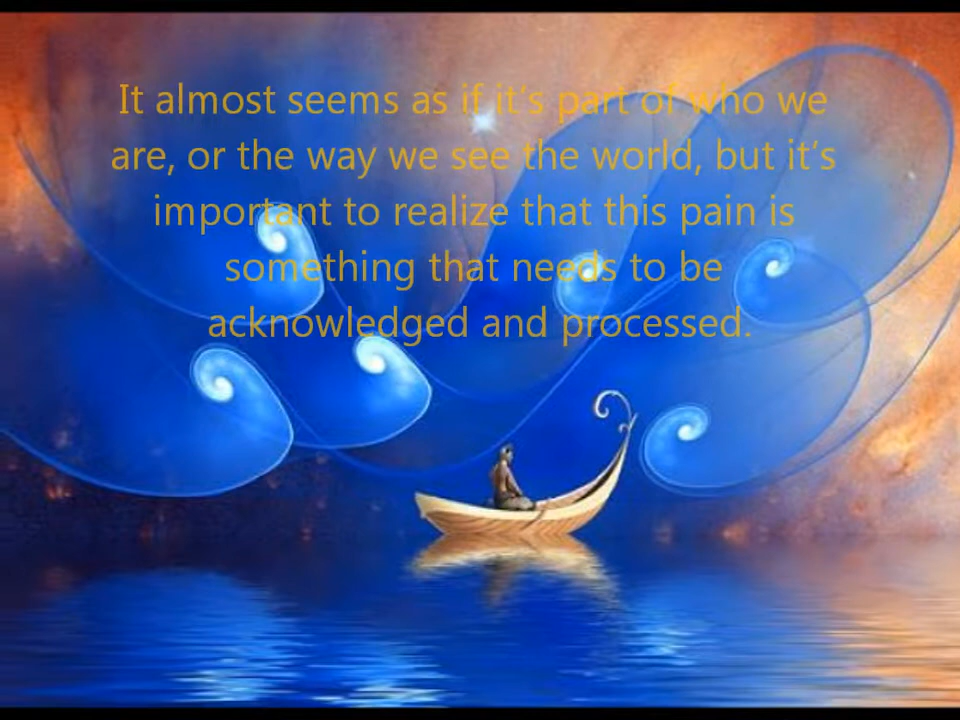 It almost seems as if it's part of who we
are, or the way we see the world, but it's
important to realize that this pain is
something that needs to be
acknowledged and processed.